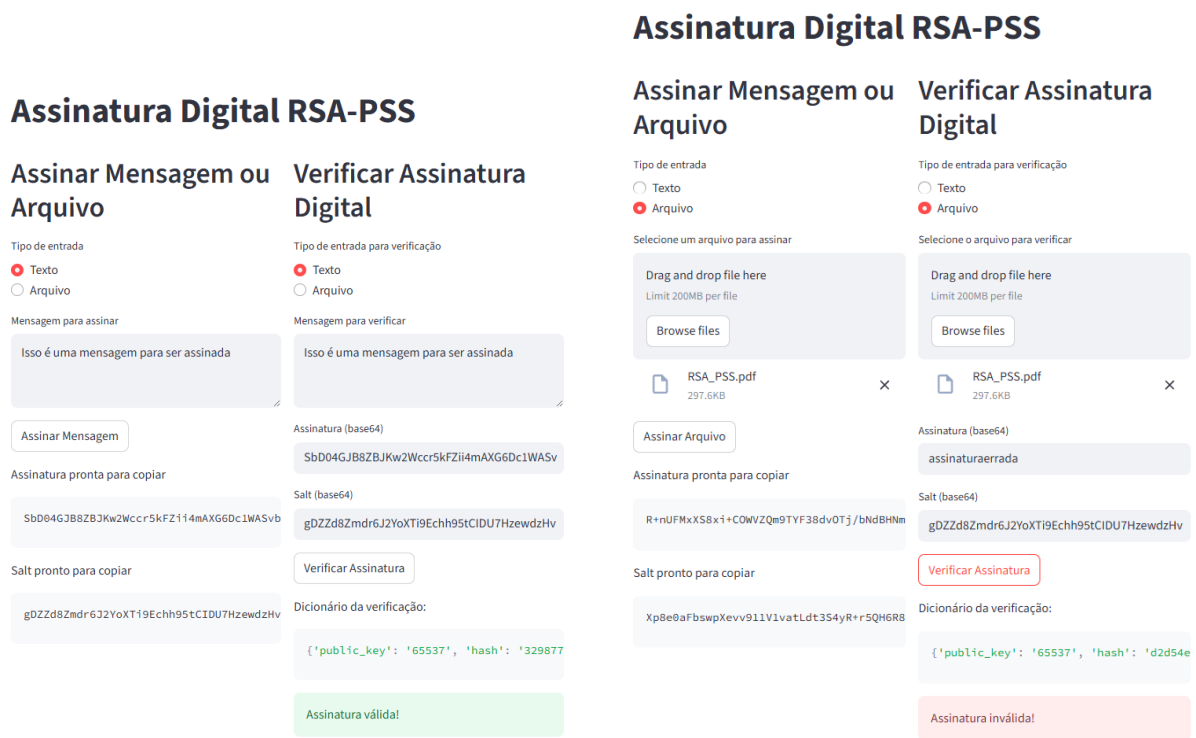 Assinatura Digital RSA-PSS
Assinar Mensagem ou
Arquivo
Tipo de entrada
Texto
Arquivo
Mensagem para assinar
Isso é uma mensagem para ser assinada
Assinar Mensagem
Assinatura pronta para copiar
SbD04GJB8ZBJKw2Wccr5kFZii4mAXG6Dc1WASvb
Salt pronto para copiar
gDZZd8Zmdr6J2YoXTi9Echh95tCIDU7HzewdzHv
Verificar Assinatura
Digital
Tipo de entrada para verificação
Texto
Arquivo
Mensagem para verificar
Isso é uma mensagem para ser assinada
Assinatura (base64)
SbD04GJB8ZBJKw2Wccr5kFZii4mAXG6Dc1WASv
Salt (base64)
gDZZd8Zmdr6J2YoXTi9Echh95tCIDU7HzewdzHv
Verificar Assinatura
Dicionário da verificação:
{'public_key': '65537', 'hash': '329877
Assinatura válida!
Assinatura Digital RSA-PSS
Assinar Mensagem ou
Arquivo
Tipo de entrada
Texto
Arquivo
Selecione um arquivo para assinar
Drag and drop file here
Limit 200MB per file
Browse files
RSA_PSS.pdf
297.6KB
Assinar Arquivo
Assinatura pronta para copiar
R+nUFMxXS8xi+COWVZQm9TYF38dvOTj/bNdBHNm
Salt pronto para copiar
Xp8e0aFbswpXevv911V1vatLdt3S4yR+r5QH6R8
Verificar Assinatura
Digital
Tipo de entrada para verificação
Texto
Arquivo
Selecione o arquivo para verificar
Drag and drop file here
Limit 200MB per file
Browse files
RSA_PSS.pdf
297.6KB
Assinatura (base64)
assinaturaerrada
Salt (base64)
gDZZd8Zmdr6J2YoXTi9Echh95tCIDU7HzewdzHv
Verificar Assinatura
Dicionário da verificação:
{'public_key': '65537', 'hash': 'd2d54e
Assinatura inválida!